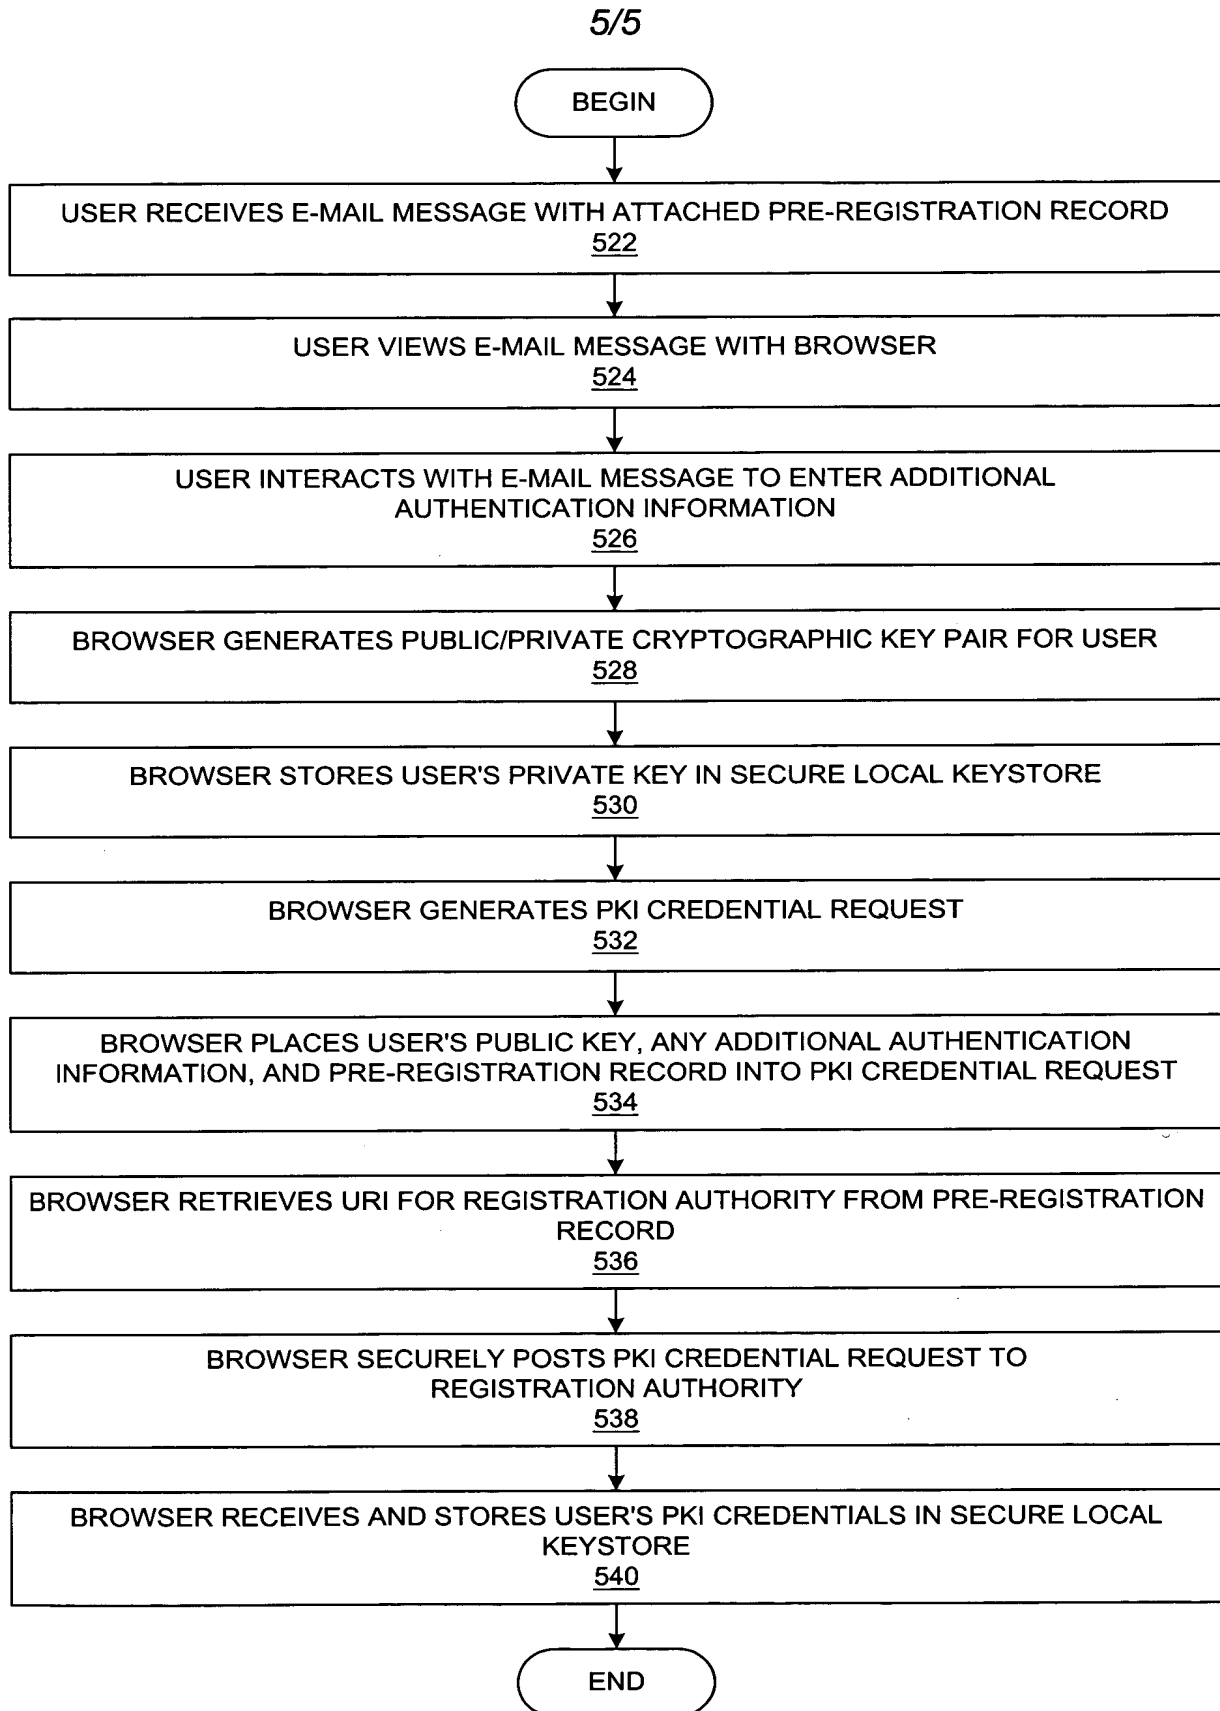 5/5
BEGIN
USER RECEIVES E-MAIL MESSAGE WITH ATTACHED PRE-REGISTRATION RECORD
522
USER VIEWS E-MAIL MESSAGE WITH BROWSER
524
USER INTERACTS WITH E-MAIL MESSAGE TO ENTER ADDITIONAL
AUTHENTICATION INFORMATION
526
BROWSER GENERATES PUBLIC/PRIVATE CRYPTOGRAPHIC KEY PAIR FOR USER
528
BROWSER STORES USER'S PRIVATE KEY IN SECURE LOCAL KEYSTORE
530
BROWSER GENERATES PKI CREDENTIAL REQUEST
532
BROWSER PLACES USER'S PUBLIC KEY, ANY ADDITIONAL AUTHENTICATION
INFORMATION, AND PRE-REGISTRATION RECORD INTO PKI CREDENTIAL REQUEST
534
BROWSER RETRIEVES URI FOR REGISTRATION AUTHORITY FROM PRE-REGISTRATION
RECORD
536
BROWSER SECURELY POSTS PKI CREDENTIAL REQUEST TO
REGISTRATION AUTHORITY
538
BROWSER RECEIVES AND STORES USER'S PKI CREDENTIALS IN SECURE LOCAL
KEYSTORE
540
END